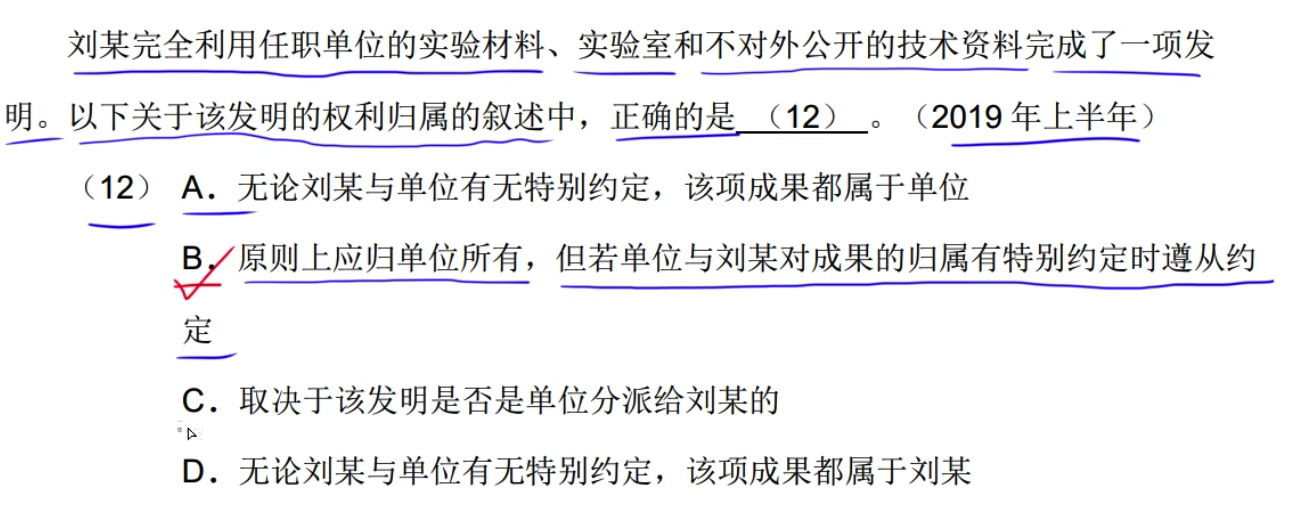 刘某完全利用任职单位的实验材料、实验室和不对外公开的技术资料完成了一项发
明。以下关于该发明的权利归属的叙述中，正确的是 （12） 。（2019 年上半年）
（12） A．无论刘某与单位有无特别约定，该项成果都属于单位
B．原则上应归单位所有，但若单位与刘某对成果的归属有特别约定时遵从约
定
C．取决于该发明是否是单位分派给刘某的
D．无论刘某与单位有无特别约定，该项成果都属于刘某